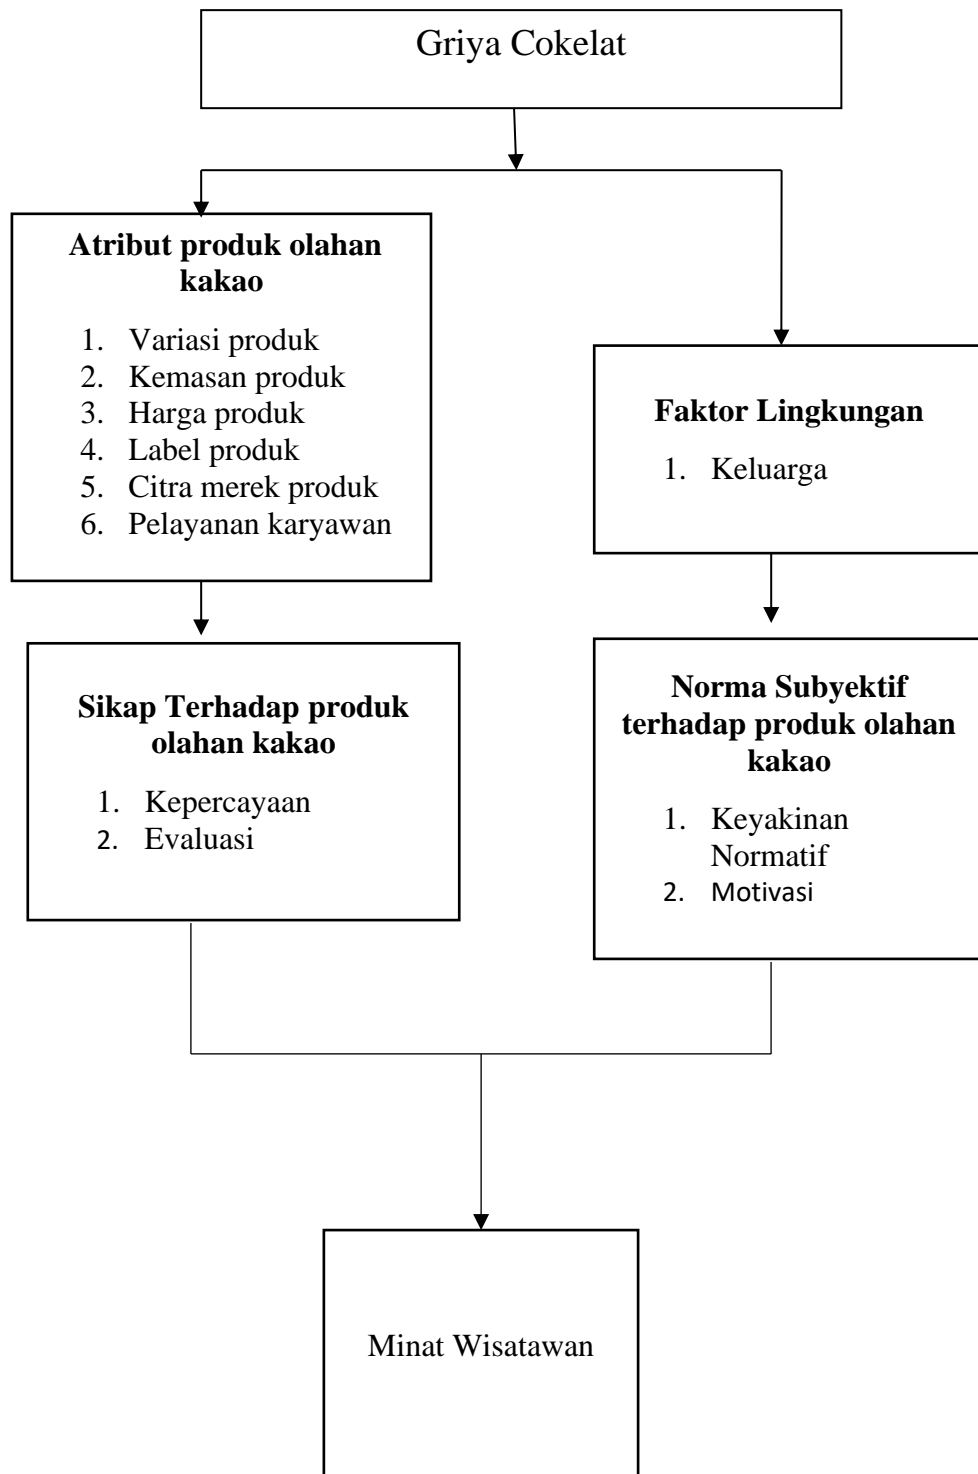 Griya Cokelat
Atribut produk olahan
kakao
1. Variasi produk
2. Kemasan produk
3. Harga produk
4. Label produk
5. Citra merek produk
6. Pelayanan karyawan
Faktor Lingkungan
1. Keluarga
Sikap Terhadap produk
olahan kakao
1. Kepercayaan
2. Evaluasi
Norma Subyektif
terhadap produk olahan
kakao
1. Keyakinan
Normatif
2. Motivasi
Minat Wisatawan